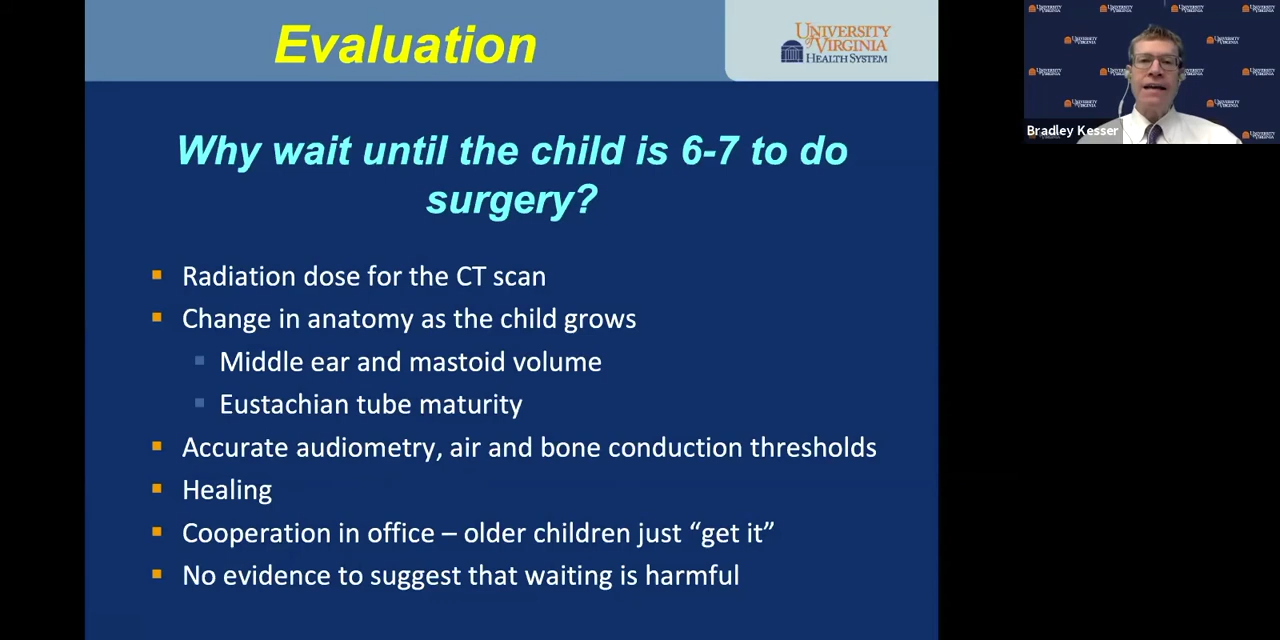 Evaluation
UNIVERSITY
of VIRGINIA
HEALTH SYSTEM
Why wait until the child is 6-7 to do
surgery?
Radiation dose for the CT scan
Change in anatomy as the child grows
Middle ear and mastoid volume
Eustachian tube maturity
Accurate audiometry, air and bone conduction thresholds
Healing
Cooperation in office – older children just “get it”
No evidence to suggest that waiting is harmful
Bradley Kesser